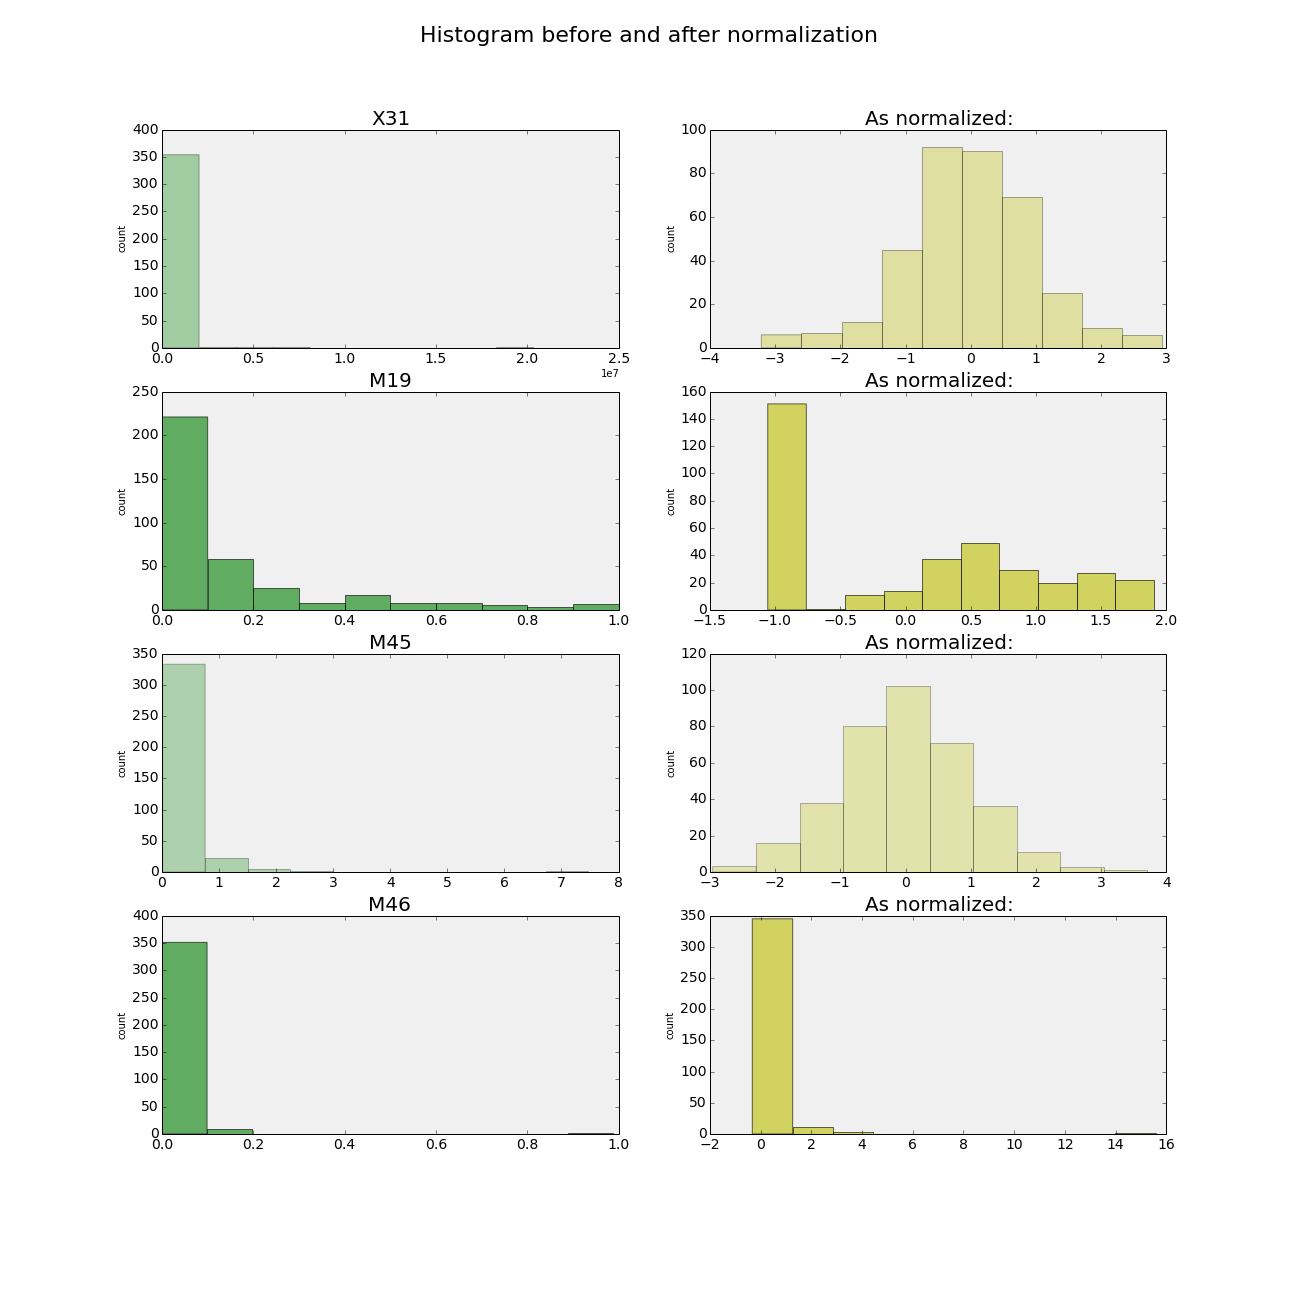 Histogram before and after normalization
X31
As normalized:
400
350
300
250
200
150
100
50
0
count
0.0 0.5 1.0 1.5 2.0 2.5
1e7
100
80
60
40
20
0
count
−4 −3 −2 −1 0 1 2 3
M19
As normalized:
250
200
150
100
50
0
count
0.0 0.2 0.4 0.6 0.8 1.0
160
140
120
100
80
60
40
20
0
count
−1.5 −1.0 −0.5 0.0 0.5 1.0 1.5 2.0
M45
As normalized:
350
300
250
200
150
100
50
0
count
0 1 2 3 4 5 6 7 8
120
100
80
60
40
20
0
count
−3 −2 −1 0 1 2 3 4
M46
As normalized:
400
350
300
250
200
150
100
50
0
count
0.0 0.2 0.4 0.6 0.8 1.0
350
300
250
200
150
100
50
0
count
−2 0 2 4 6 8 10 12 14 16